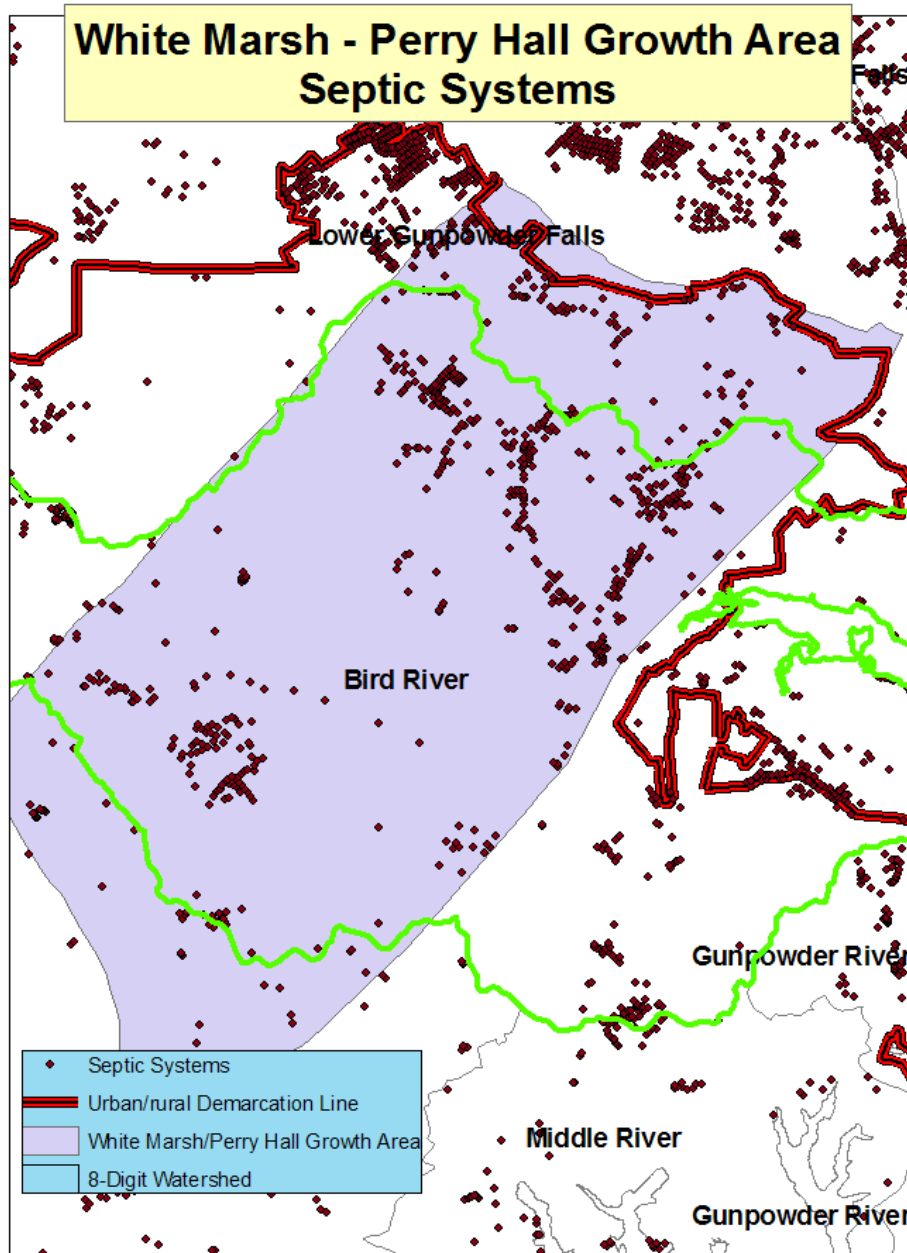 White Marsh - Perry Hall Growth Area
Septic Systems
Falls
Lower Gunpowder Falls
Bird River
Gunpowder River
Middle River
Gunpowder River
Septic Systems
Urban/rural Demarcation Line
White Marsh/Perry Hall Growth Area
8-Digit Watershed